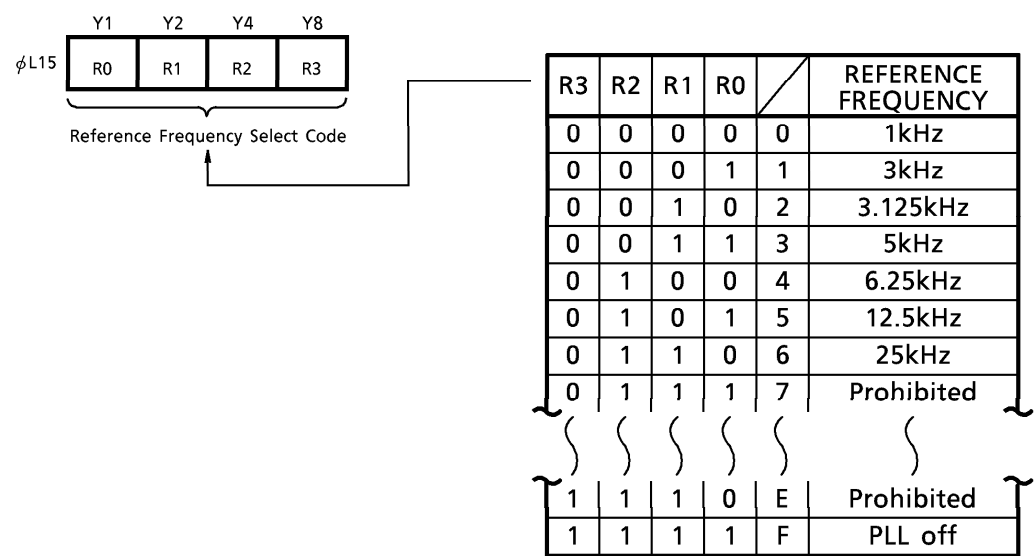 Y1 Y2 Y4 Y8
ϕL15 R0 R1 R2 R3
Reference Frequency Select Code
R3 R2 R1 R0 REFERENCE FREQUENCY
0 0 0 0 0 1kHz
0 0 0 1 1 3kHz
0 0 1 0 2 3.125kHz
0 0 1 1 3 5kHz
0 1 0 0 4 6.25kHz
0 1 0 1 5 12.5kHz
0 1 1 0 6 25kHz
0 1 1 1 7 Prohibited
1 1 1 0 E Prohibited
1 1 1 1 F PLL off